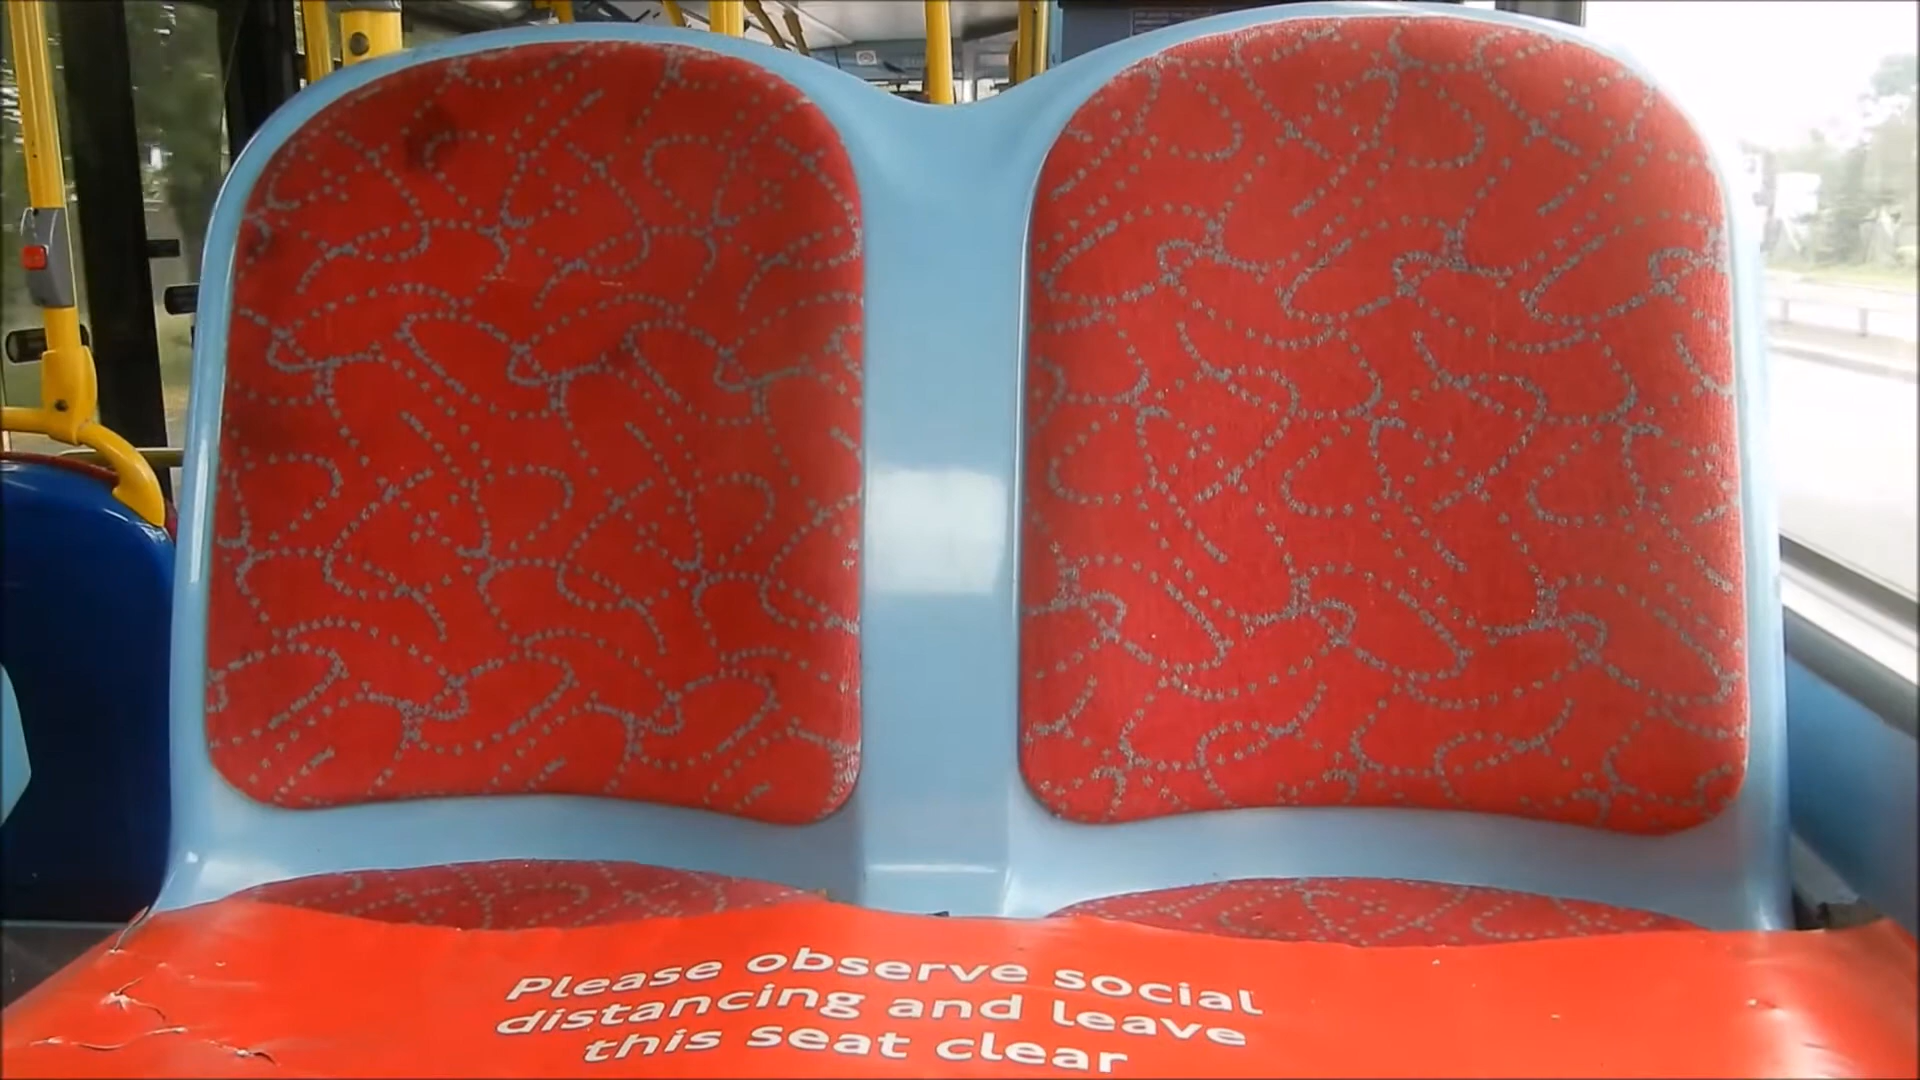 Please observe social
distancing and leave
this seat clear